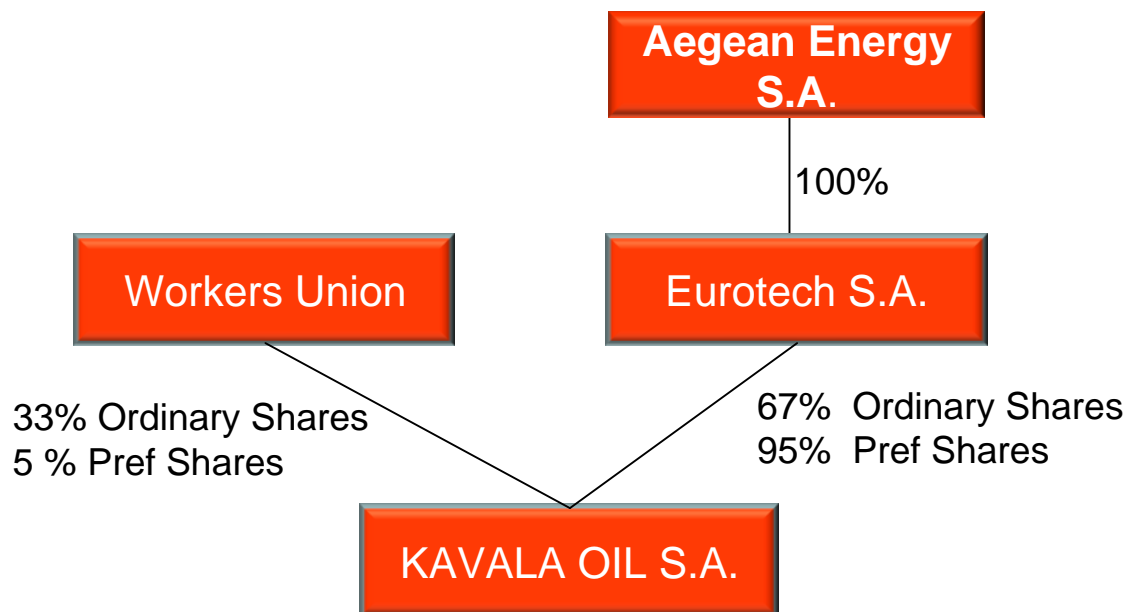 Aegean Energy
S.A.
100%
Workers Union
Eurotech S.A.
33% Ordinary Shares
5 % Pref Shares
67% Ordinary Shares
95% Pref Shares
KAVALA OIL S.A.